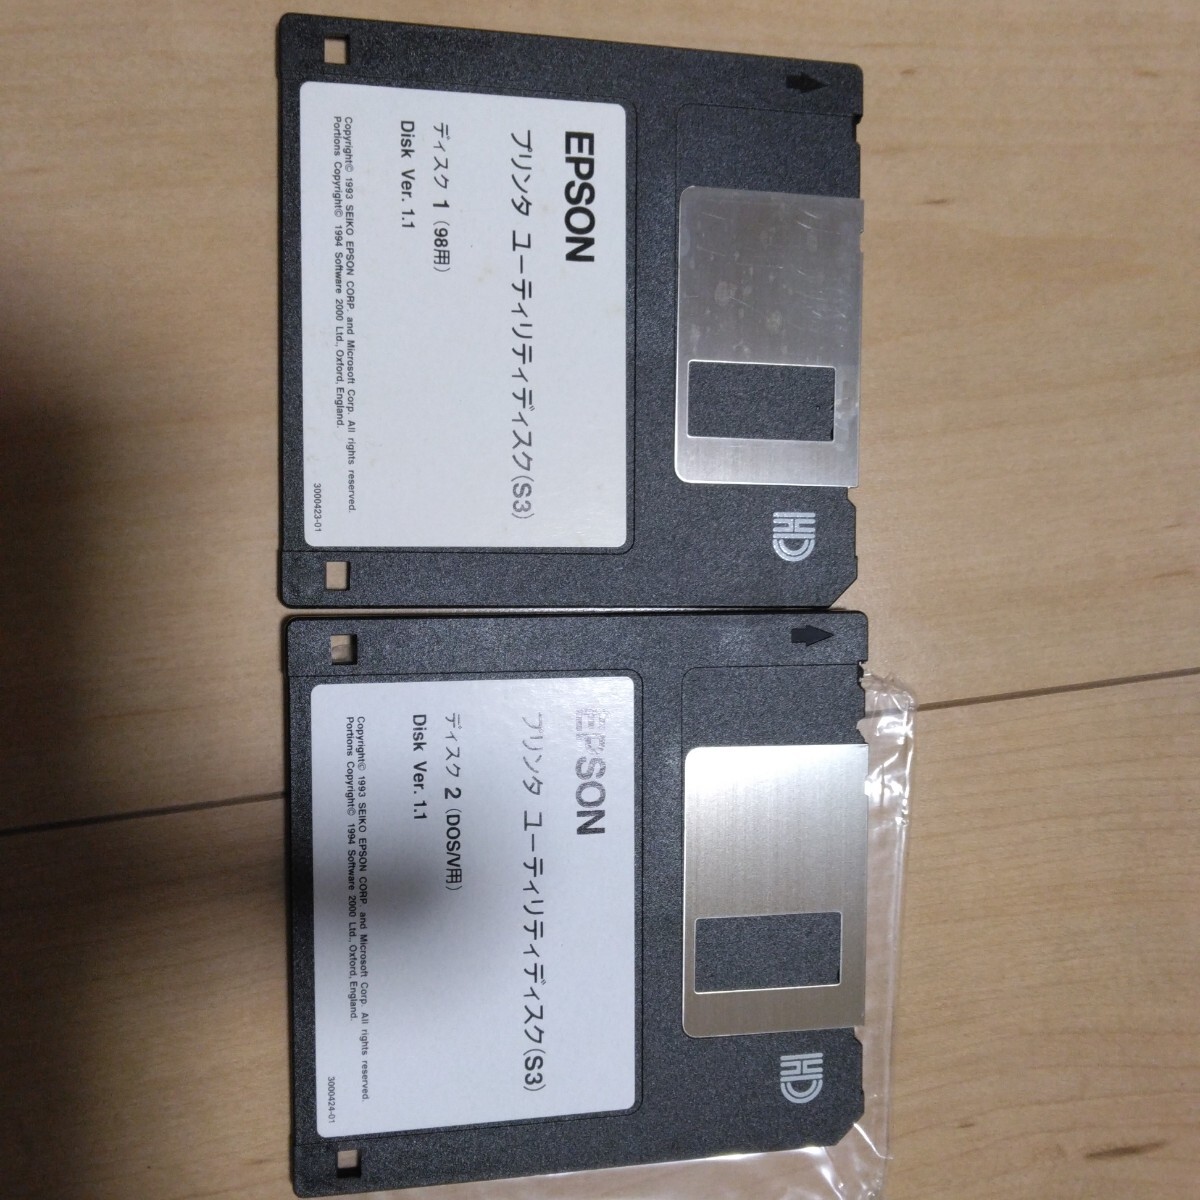 EPSON
プリンタ ユーティリティディスク(S3)
ディスク 1 (98用)
Disk Ver. 1.1
Copyright© 1993 SEIKO EPSON CORP. and Microsoft Corp. All rights reserved.
Portions Copyright© 1994 Software 2000 Ltd., Oxford, England.
3000423-01
HD
EPSON
プリンタ ユーティリティディスク(S3)
ディスク 2 (DOS/V用)
Disk Ver. 1.1
Copyright© 1993 SEIKO EPSON CORP. and Microsoft Corp. All rights reserved.
Portions Copyright© 1994 Software 2000 Ltd., Oxford, England.
3000424-01
HD